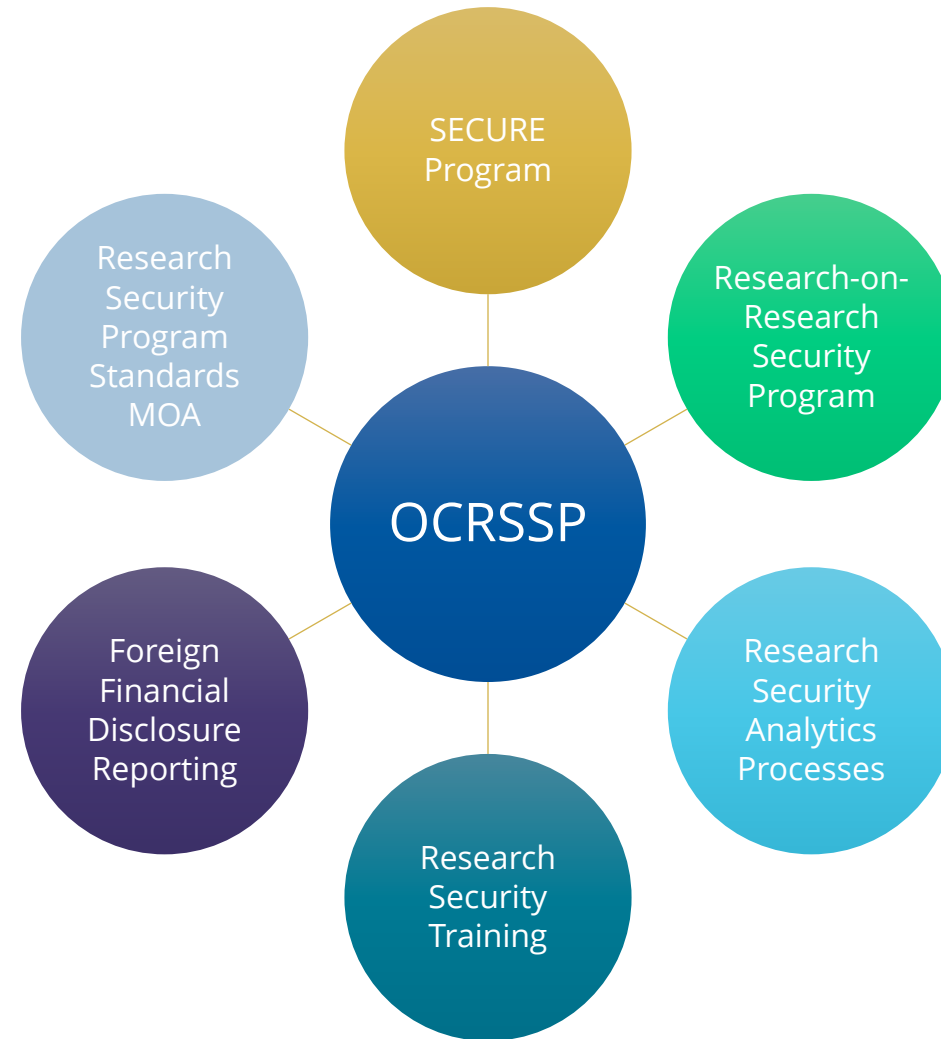 SECURE
Program
Research-on-
Research
Security
Program
Research
Security
Analytics
Processes
Research
Security
Training
Foreign
Financial
Disclosure
Reporting
Research
Security
Program
Standards
MOA
OCRSSP